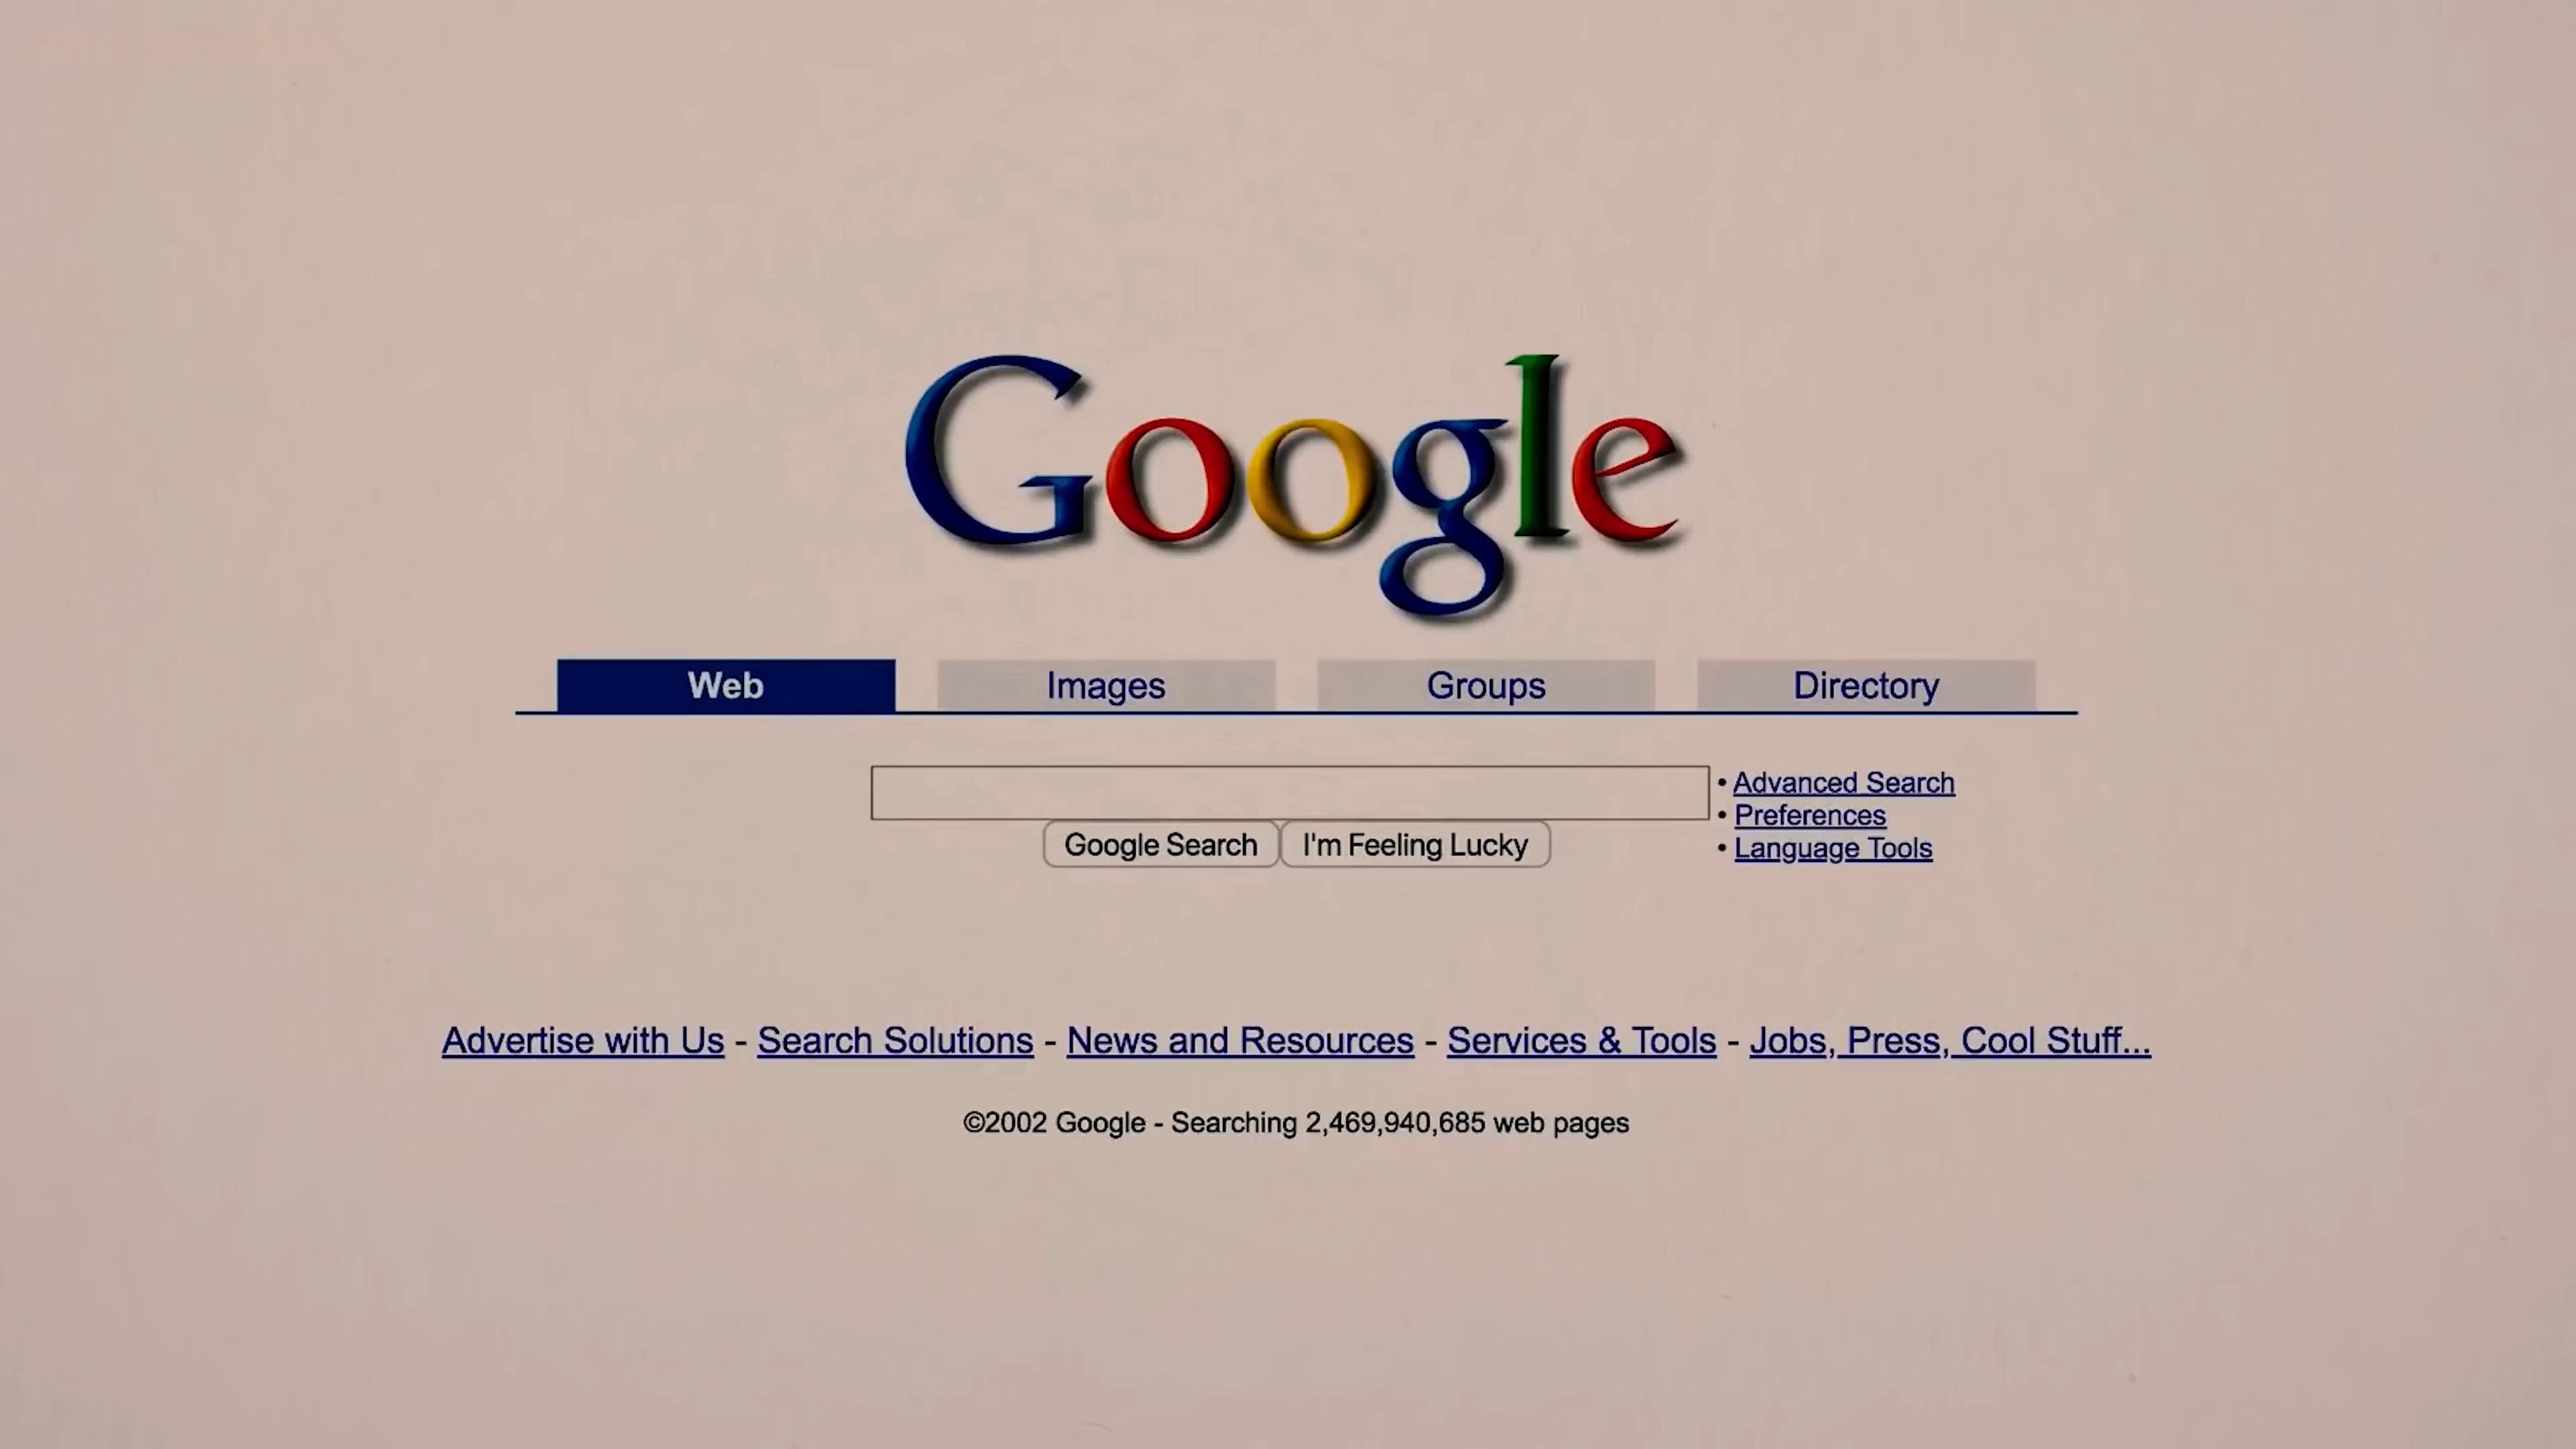 Google
Web Images Groups Directory
• Advanced Search
• Preferences
• Language Tools
Google Search I'm Feeling Lucky
Advertise with Us - Search Solutions - News and Resources - Services & Tools - Jobs, Press, Cool Stuff...
©2002 Google - Searching 2,469,940,685 web pages